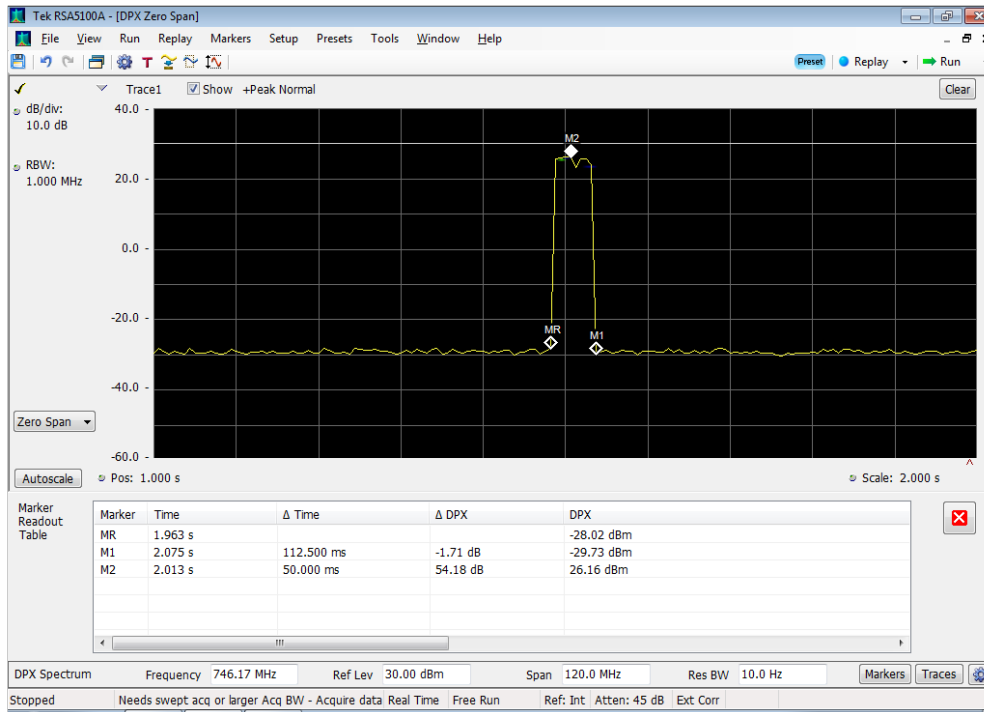 Tek RSA5100A - [DPX Zero Span]
File View Run Replay Markers Setup Presets Tools Window Help
T Preset Replay Run
Trace1 Show +Peak Normal Clear
dB/div:
10.0 dB
RBW:
1.000 MHz
40.0 -
20.0 -
0.0 -
-20.0 -
-40.0 -
-60.0 -
M2
MR
M1
Zero Span
Autoscale Pos: 1.000 s Scale: 2.000 s
Marker
Readout
Table
Marker Time Δ Time Δ DPX DPX
MR 1.963 s -28.02 dBm
M1 2.075 s 112.500 ms -1.71 dB -29.73 dBm
M2 2.013 s 50.000 ms 54.18 dB 26.16 dBm
DPX Spectrum Frequency 746.17 MHz Ref Lev 30.00 dBm Span 120.0 MHz Res BW 10.0 Hz Markers Traces
Stopped Needs swept acq or larger Acq BW - Acquire data Real Time Free Run Ref: Int Atten: 45 dB Ext Corr